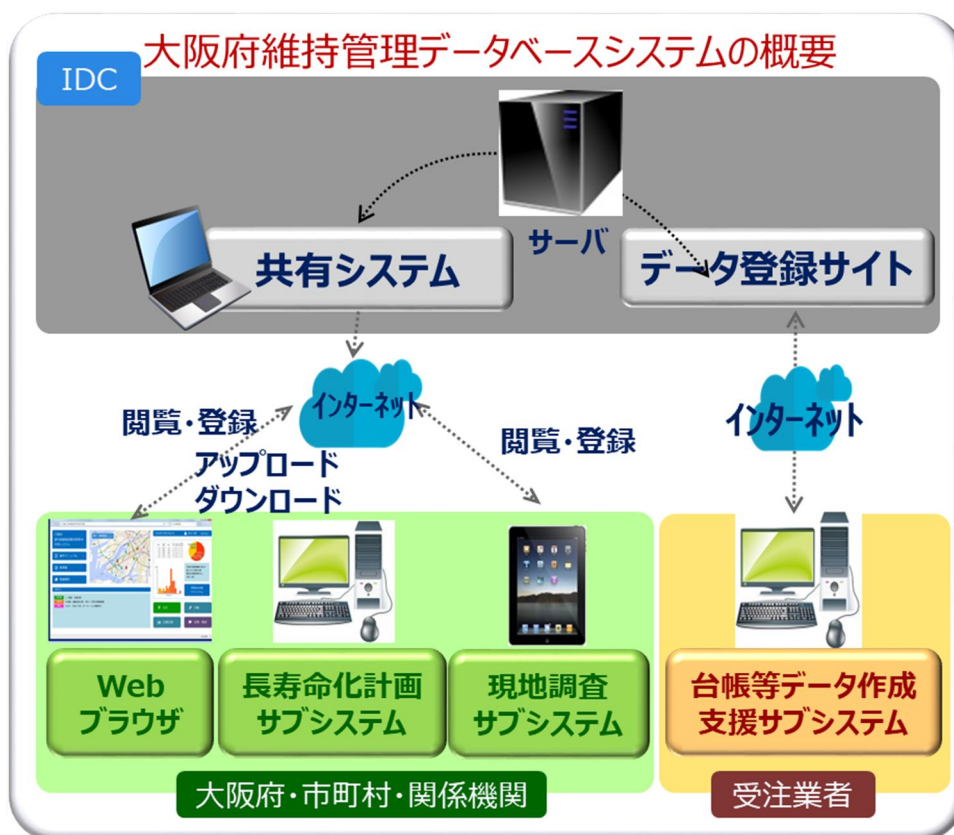 大阪府維持管理データベースシステムの概要
IDC
サーバ
共有システム
データ登録サイト
インターネット
インターネット
閲覧・登録
アップロード
ダウンロード
閲覧・登録
Web
ブラウザ
長寿命化計画
サブシステム
現地調査
サブシステム
台帳等データ作成
支援サブシステム
大阪府・市町村・関係機関
受注業者